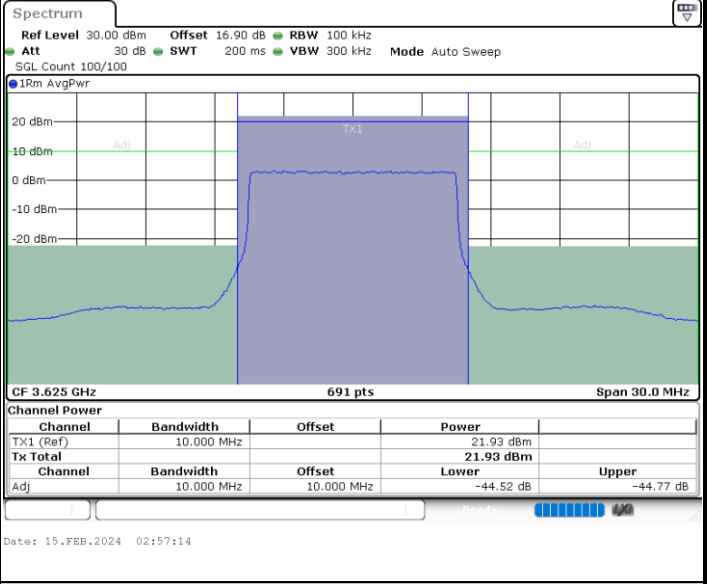 Spectrum
Ref Level 30.00 dBm Offset 16.90 dB RBW 100 kHz
Att 30 dB SWT 200 ms VBW 300 kHz Mode Auto Sweep
SGL Count 100/100
1Rm AvgPwr
20 dBm
TX1
Adj Adj
10 dBm
0 dBm
-10 dBm
-20 dBm
CF 3.625 GHz 691 pts Span 30.0 MHz
Channel Power
Channel Bandwidth Offset Power
TX1 (Ref) 10.000 MHz 21.93 dBm
Tx Total 21.93 dBm
Channel Bandwidth Offset Lower Upper
Adj 10.000 MHz 10.000 MHz -44.52 dB -44.77 dB
Ready
Date: 15.FEB.2024 02:57:14